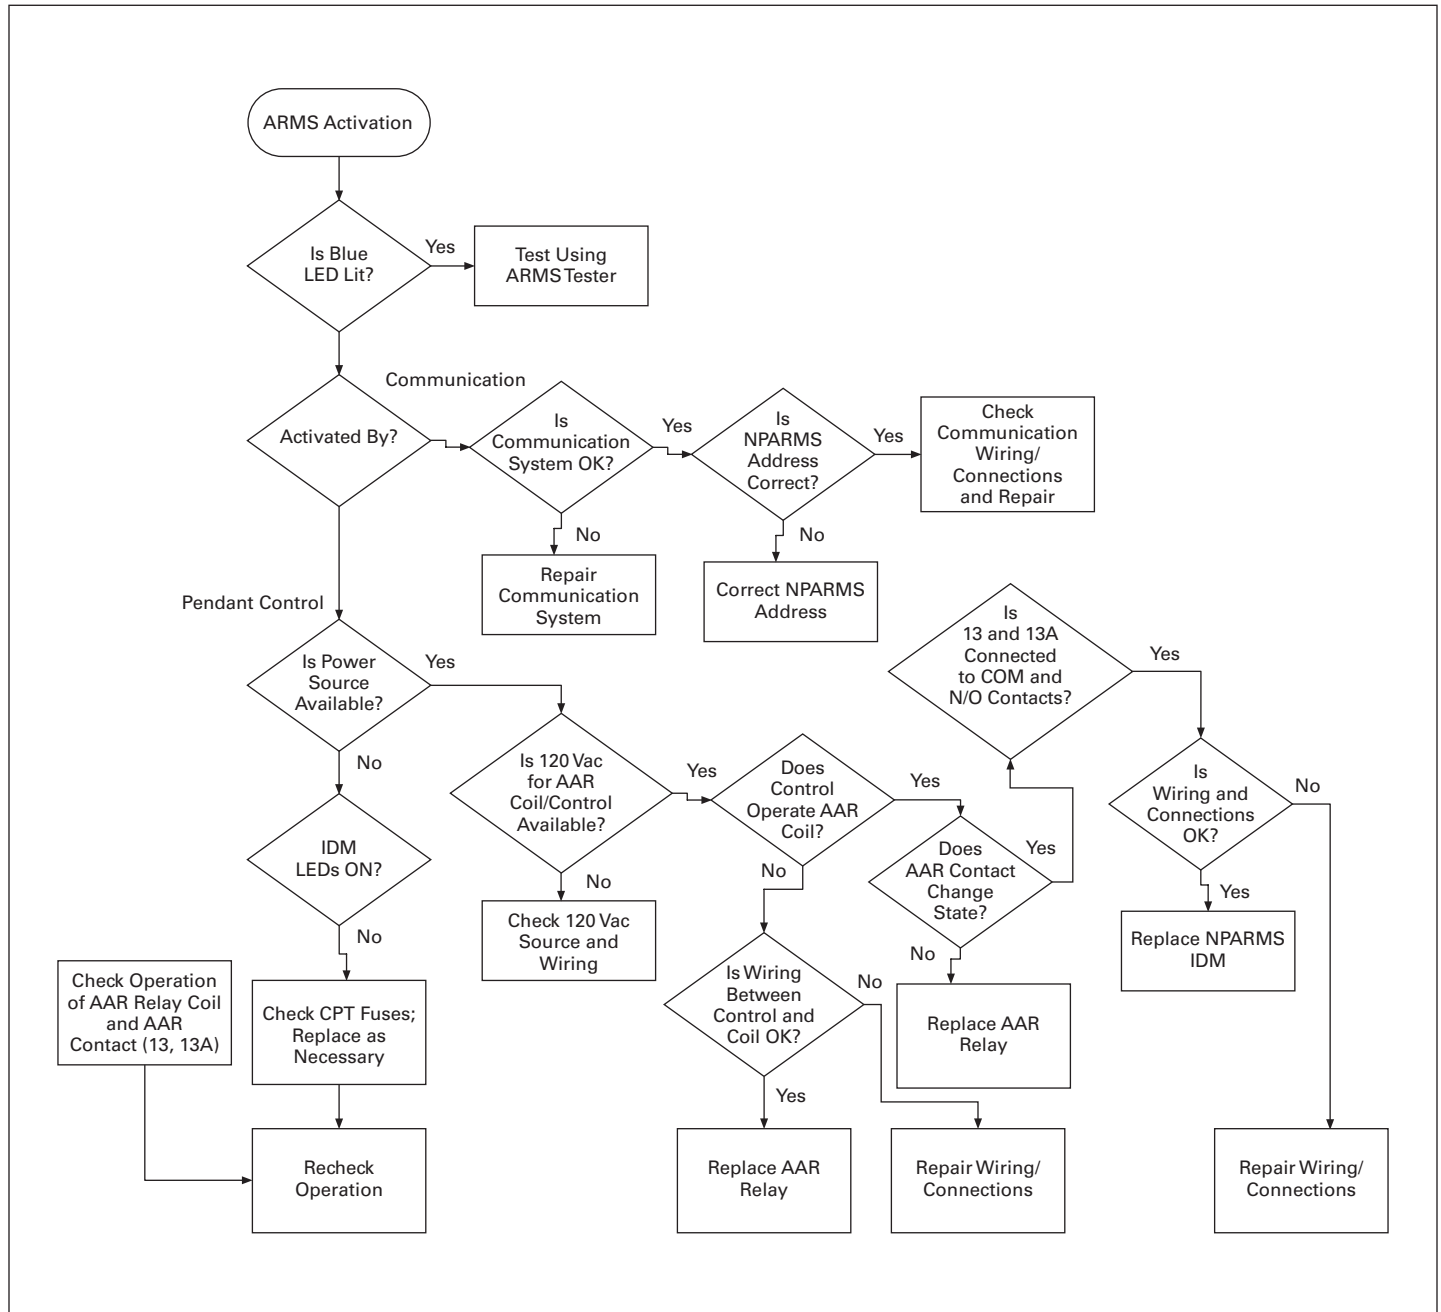 ARMS Activation
Is Blue
LED Lit?
Yes
Test Using
ARMS Tester
Activated By?
Communication
Is
Communication
System OK?
Yes
Is
NPARMS
Address
Correct?
Yes
Check
Communication
Wiring/
Connections
and Repair
No
Repair
Communication
System
No
Correct NPARMS
Address
Pendant Control
Is Power
Source
Available?
Yes
No
Is 120 Vac
for AAR
Coil/Control
Available?
Yes
No
Check 120 Vac
Source and
Wiring
Does
Control
Operate AAR
Coil?
Yes
No
Does
AAR Contact
Change
State?
Yes
No
Replace AAR
Relay
Is
13 and 13A
Connected
to COM and
N/O Contacts?
Yes
Is
Wiring and
Connections
OK?
No
Yes
Replace NPARMS
IDM
Repair Wiring/
Connections
Is Wiring
Between
Control and
Coil OK?
No
Yes
Replace AAR
Relay
Repair Wiring/
Connections
IDM
LEDs ON?
No
Check CPT Fuses;
Replace as
Necessary
Check Operation
of AAR Relay Coil
and AAR
Contact (13, 13A)
Recheck
Operation